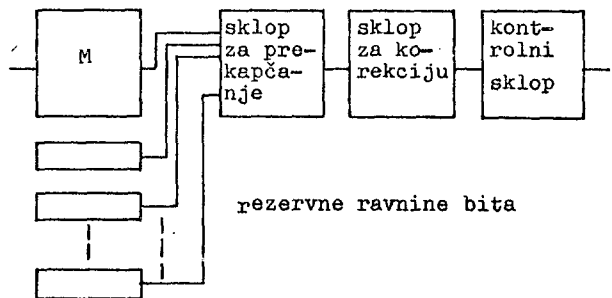 M
sklop
za pre-
kapča-
nje
sklop
za ko-
rekciju
kont-
rolni
sklop
rezervne ravnine bita